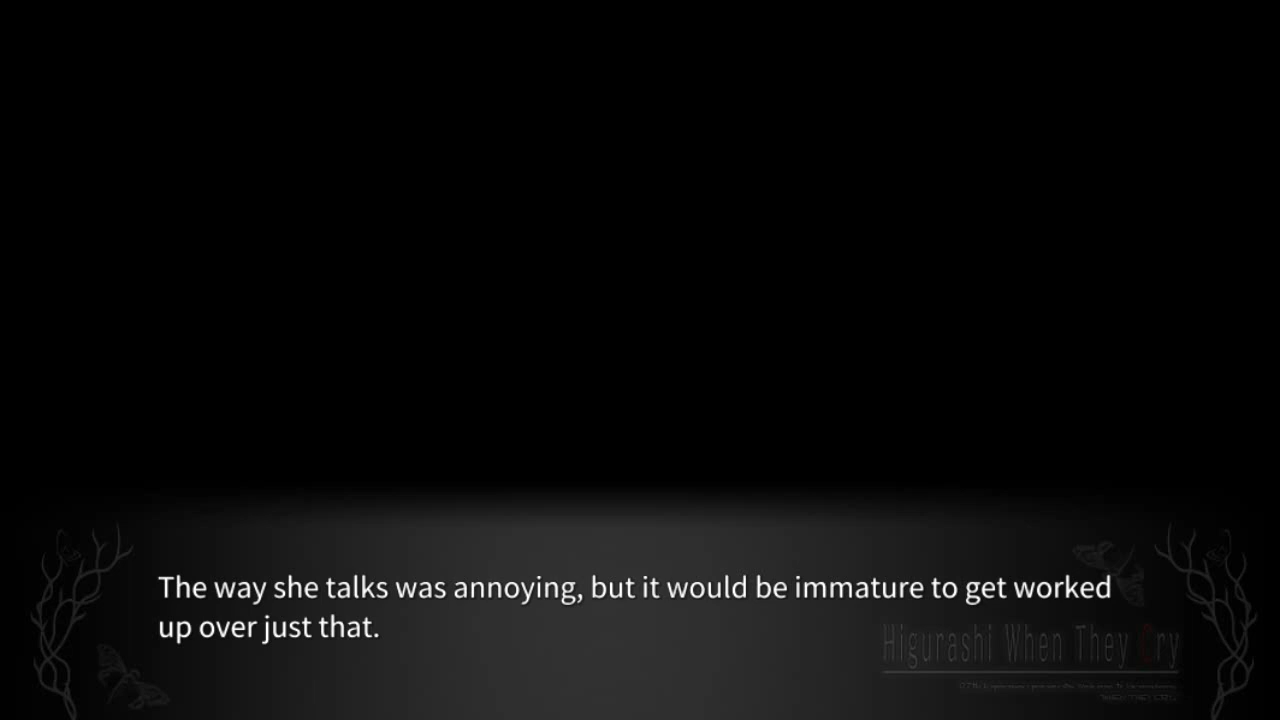 The way she talks was annoying, but it would be immature to get worked
up over just that.
Higurashi When They Cry